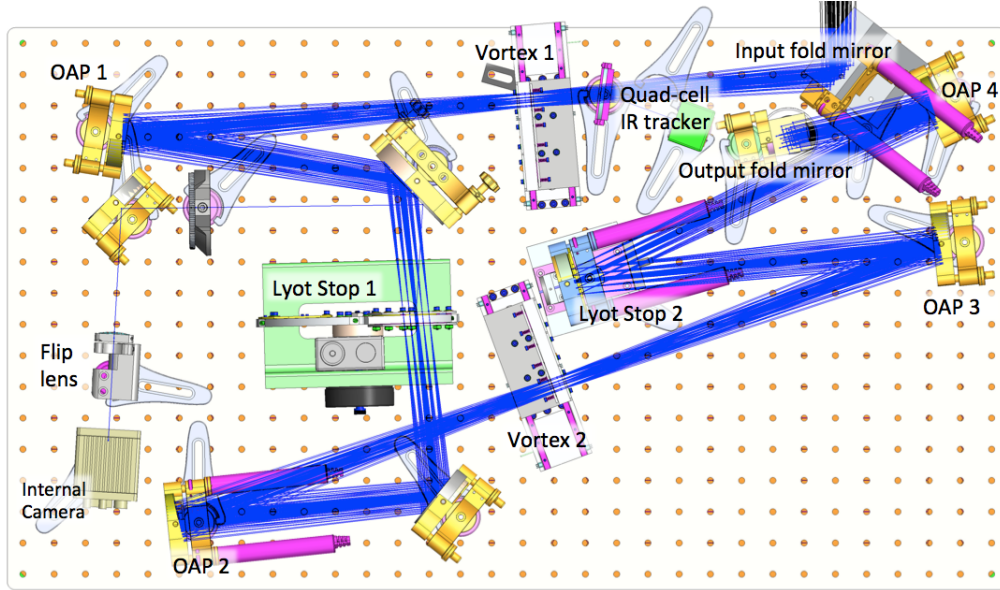 OAP 1
Vortex 1
Input fold mirror
OAP 4
Quad-cell
IR tracker
Output fold mirror
Lyot Stop 1
Lyot Stop 2
OAP 3
Flip
lens
Vortex 2
Internal
Camera
OAP 2